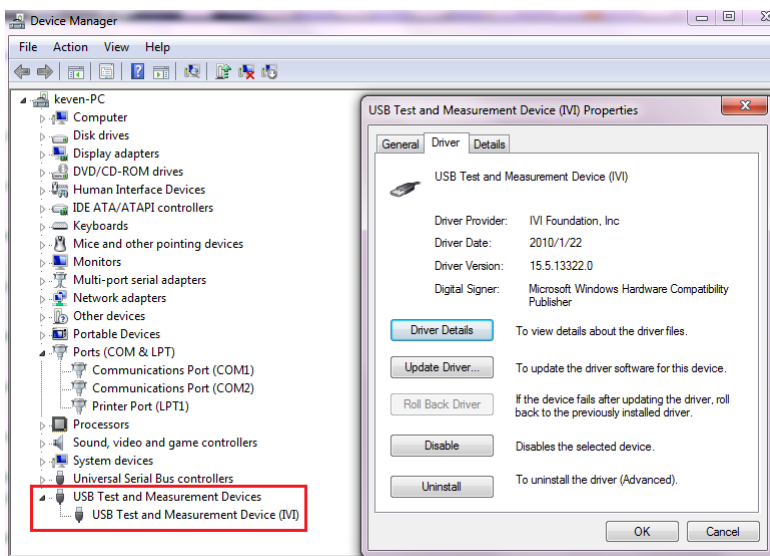 Device Manager
File Action View Help
keven-PC
Computer
Disk drives
Display adapters
DVD/CD-ROM drives
Human Interface Devices
IDE ATA/ATAPI controllers
Keyboards
Mice and other pointing devices
Monitors
Multi-port serial adapters
Network adapters
Other devices
Portable Devices
Ports (COM & LPT)
Communications Port (COM1)
Communications Port (COM2)
Printer Port (LPT1)
Processors
Sound, video and game controllers
System devices
Universal Serial Bus controllers
USB Test and Measurement Devices
USB Test and Measurement Device (IVI)
USB Test and Measurement Device (IVI) Properties
General Driver Details
USB Test and Measurement Device (IVI)
Driver Provider: IVI Foundation, Inc
Driver Date: 2010/1/22
Driver Version: 15.5.13322.0
Digital Signer: Microsoft Windows Hardware Compatibility
Publisher
Driver Details To view details about the driver files.
Update Driver... To update the driver software for this device.
Roll Back Driver If the device fails after updating the driver, roll
back to the previously installed driver.
Disable Disables the selected device.
Uninstall To uninstall the driver (Advanced).
OK Cancel